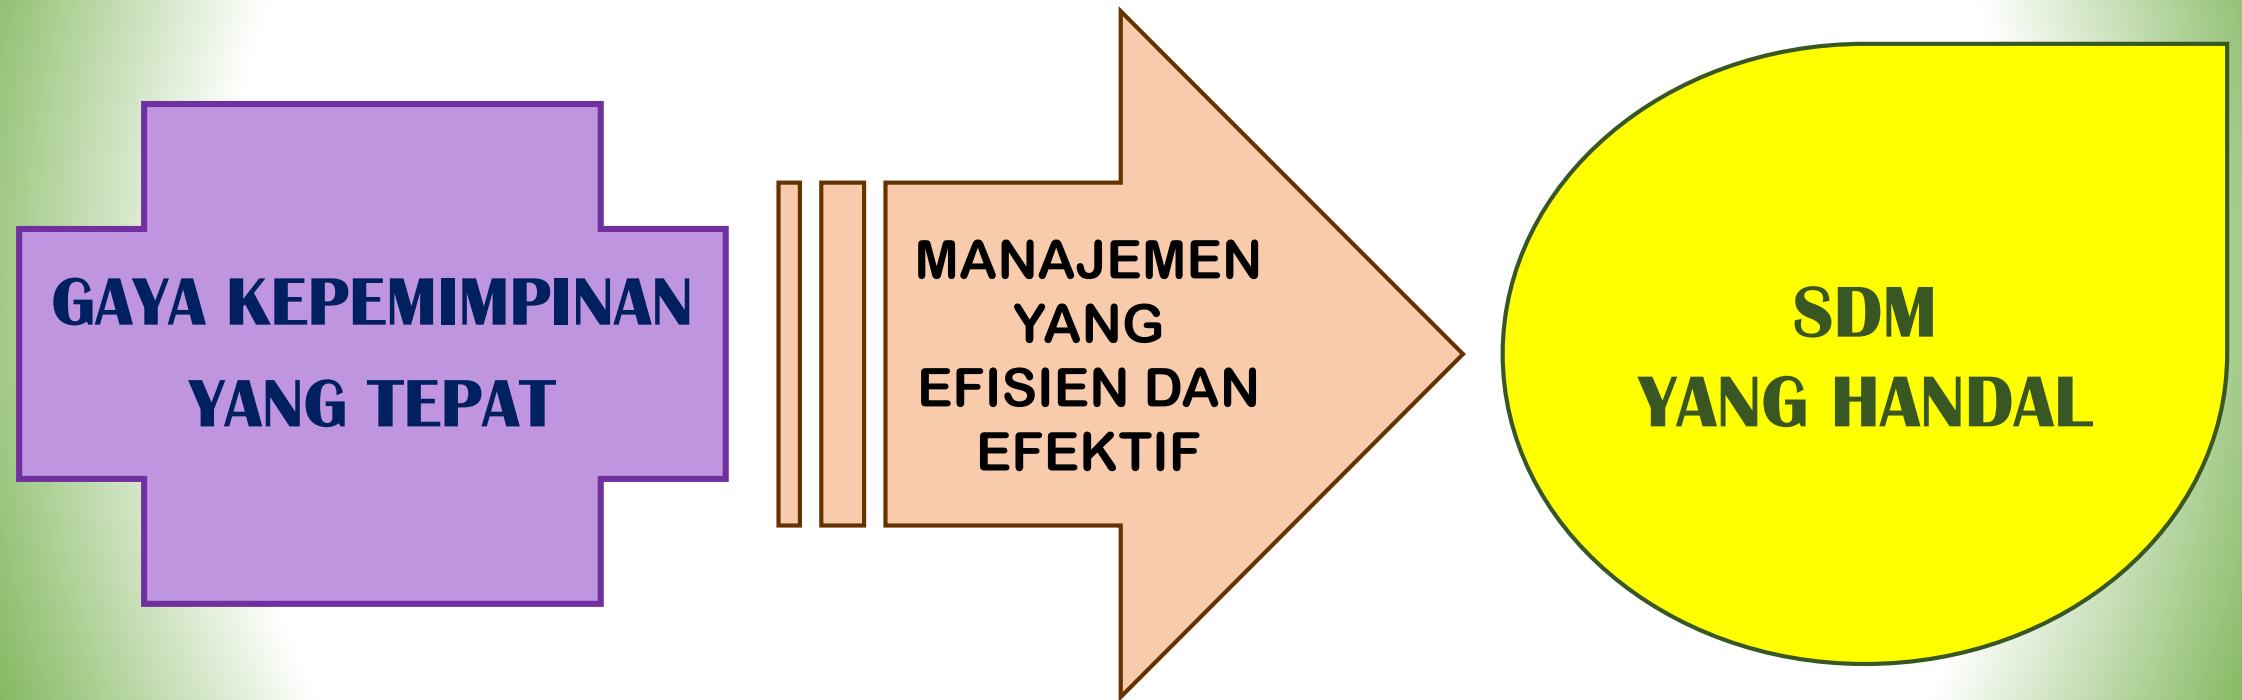 GAYA KEPEMIMPINAN
YANG TEPAT
MANAJEMEN
YANG
EFISIEN DAN
EFEKTIF
SDM
YANG HANDAL